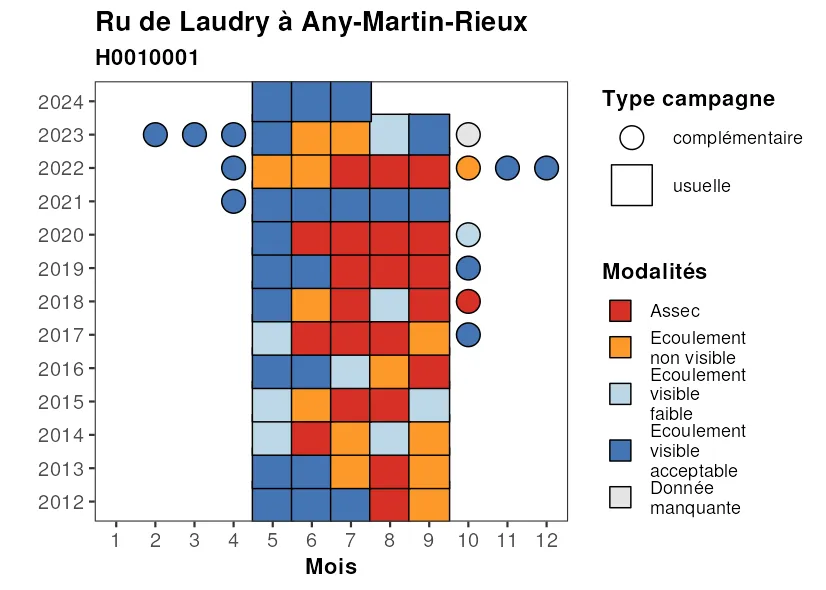 Ru de Laudry à Any-Martin-Rieux
H0010001
2024
2023
2022
2021
2020
2019
2018
2017
2016
2015
2014
2013
2012
1 2 3 4 5 6 7 8 9 10 11 12
Mois
Type campagne
complémentaire
usuelle
Modalités
Assec
Ecoulement
non visible
Ecoulement
visible
faible
Ecoulement
visible
acceptable
Donnée
manquante